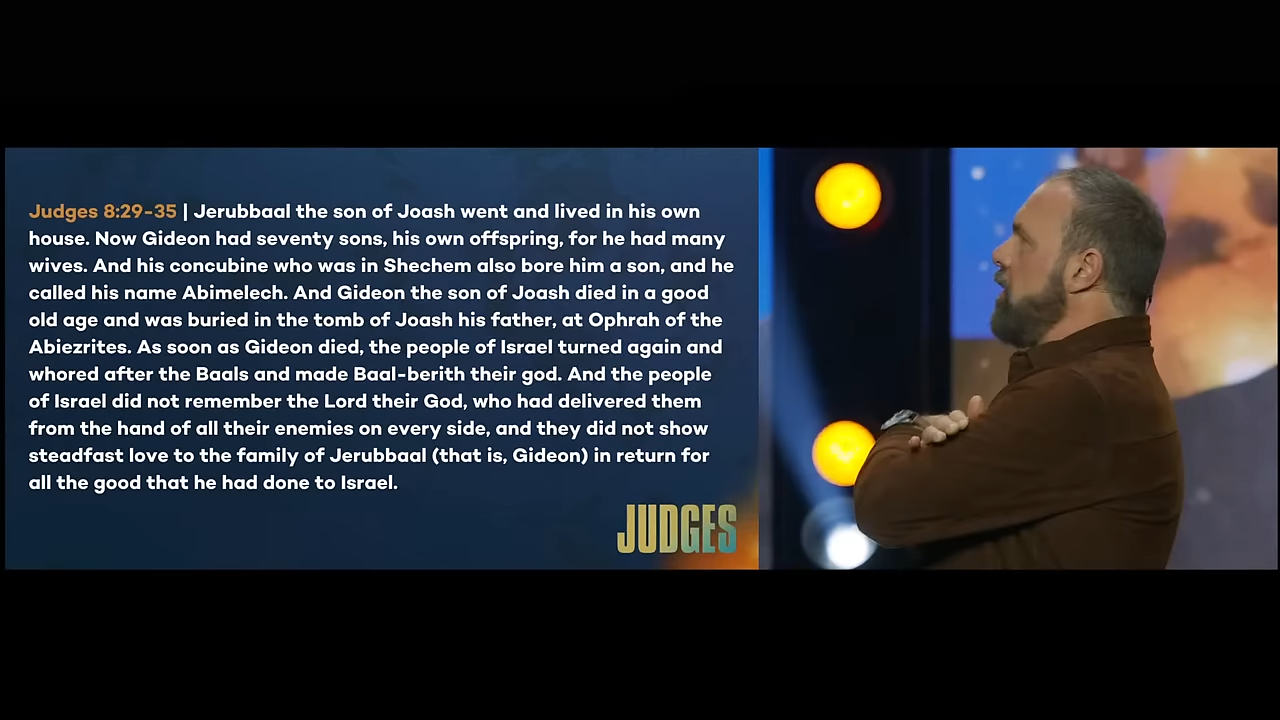 Judges 8:29-35 | Jerubbaal the son of Joash went and lived in his own
house. Now Gideon had seventy sons, his own offspring, for he had many
wives. And his concubine who was in Shechem also bore him a son, and he
called his name Abimelech. And Gideon the son of Joash died in a good
old age and was buried in the tomb of Joash his father, at Ophrah of the
Abiezrites. As soon as Gideon died, the people of Israel turned again and
whored after the Baals and made Baal-berith their god. And the people
of Israel did not remember the Lord their God, who had delivered them
from the hand of all their enemies on every side, and they did not show
steadfast love to the family of Jerubbaal (that is, Gideon) in return for
all the good that he had done to Israel.
JUDGES